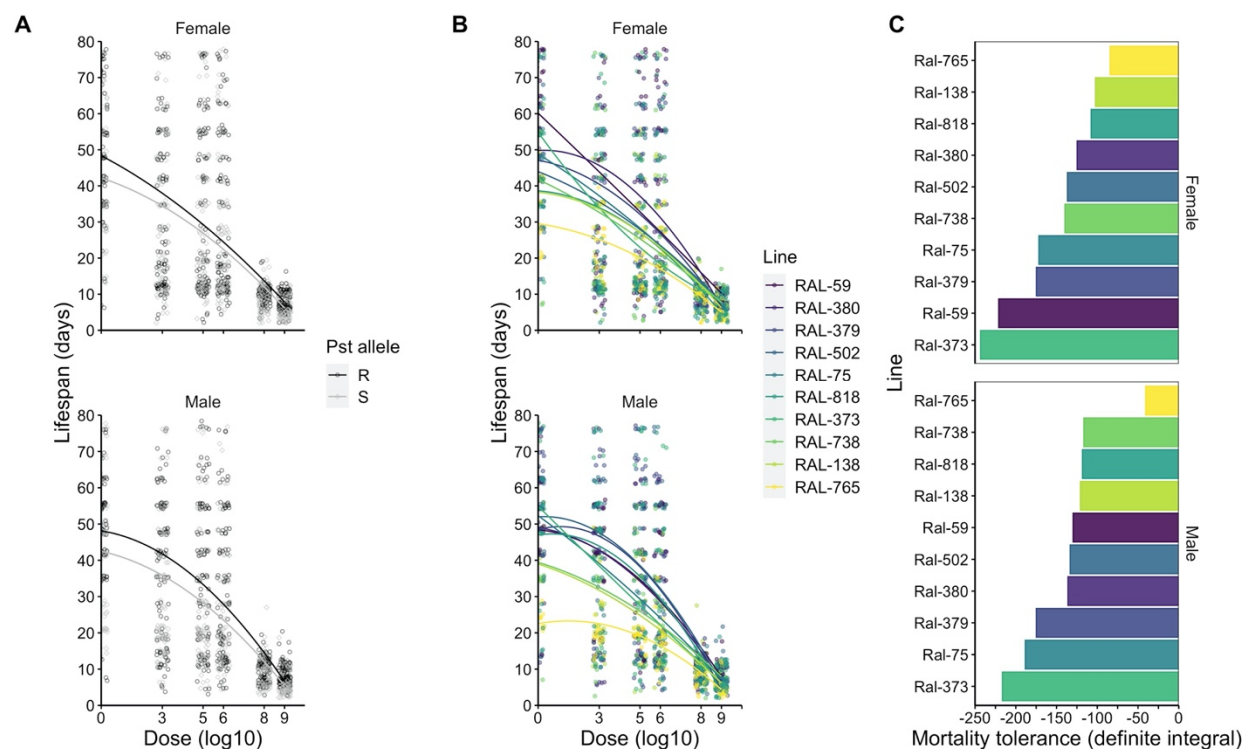 A
Female
80
70
60
50
40
30
20
10
0
Lifespan (days)
Male
80
70
60
50
40
30
20
10
0
0 3 5 6 8 9
Dose (log10)
Pst allele
R
S
B
Female
80
70
60
50
40
30
20
10
0
Lifespan (days)
Male
80
70
60
50
40
30
20
10
0
0 3 5 6 8 9
Dose (log10)
Line
RAL-59
RAL-380
RAL-379
RAL-502
RAL-75
RAL-818
RAL-373
RAL-738
RAL-138
RAL-765
C
Line
Ral-765
Ral-138
Ral-818
Ral-380
Ral-502
Ral-738
Ral-75
Ral-379
Ral-59
Ral-373
Female
Ral-765
Ral-738
Ral-818
Ral-138
Ral-59
Ral-502
Ral-380
Ral-379
Ral-75
Ral-373
Male
-250 -200 -150 -100 -50 0
Mortality tolerance (definite integral)